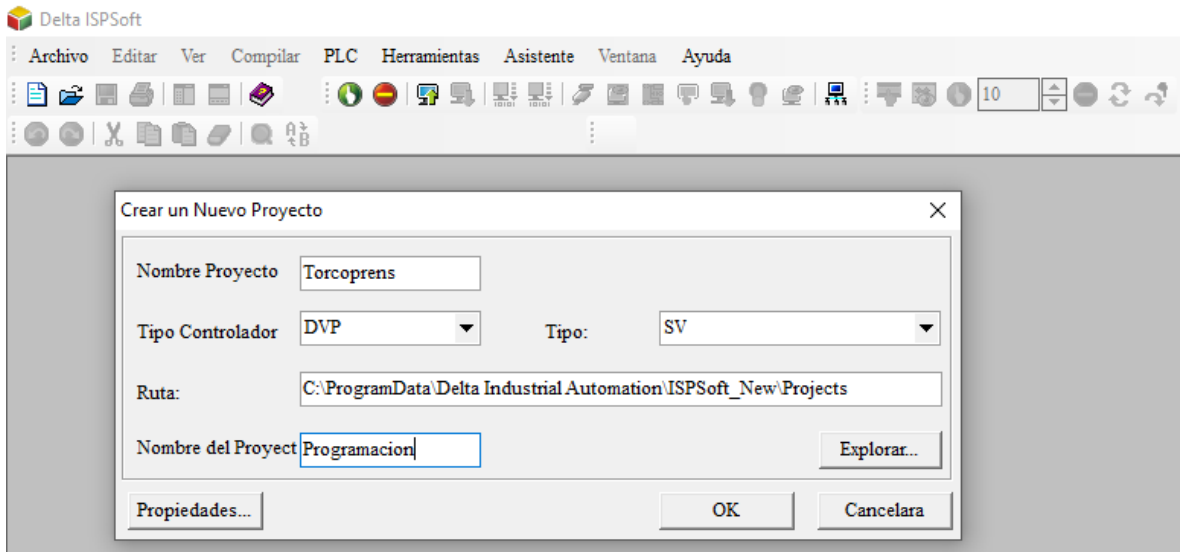 Delta ISPSoft
Archivo Editar Ver Compilar PLC Herramientas Asistente Ventana Ayuda
10
Crear un Nuevo Proyecto
Nombre Proyecto Torcoprens
Tipo Controlador DVP Tipo: SV
Ruta: C:\ProgramData\Delta Industrial Automation\ISPSoft_New\Projects
Nombre del Proyect Programacion Explorar...
Propiedades... OK Cancelara